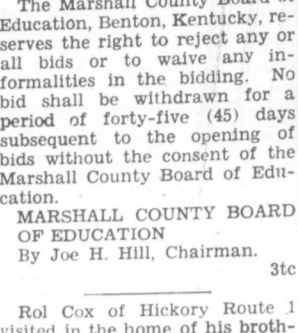 The Marshall County Board of
Education, Benton, Kentucky, re-
serves the right to reject any or
all bids or to waive any in-
formalities in the bidding. No
bid shall be withdrawn for a
period of forty-five (45) days
subsequent to the opening of
bids without the consent of the
Marshall County Board of Edu-
cation.
MARSHALL COUNTY BOARD
OF EDUCATION
By Joe H. Hill, Chairman.
3tc
Rol Cox of Hickory Route 1
visited in the home of his broth-